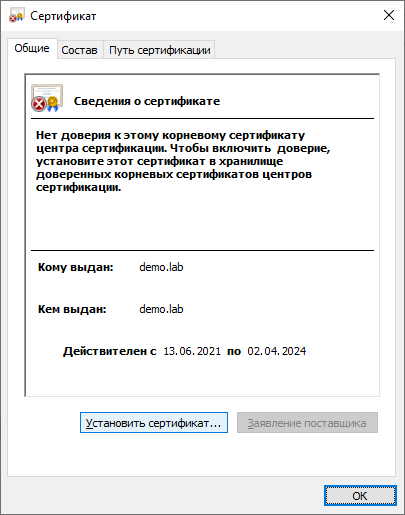 Сертификат
Общие Состав Путь сертификации
Сведения о сертификате
Нет доверия к этому корневому сертификату
центра сертификации. Чтобы включить доверие,
установите этот сертификат в хранилище
доверенных корневых сертификатов центров
сертификации.
Кому выдан: demo.lab
Кем выдан: demo.lab
Действителен с 13.06.2021 по 02.04.2024
Установить сертификат... Заявление поставщика
ОК